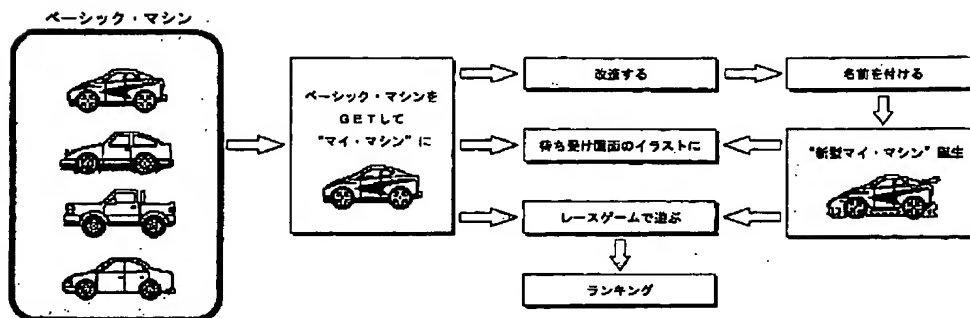 ベーシック・マシン
ベーシック・マシンを
GETして
"マイ・マシン"に
改造する
名前を付ける
待ち受け画面のイラストに
"新型マイ・マシン"誕生
レースゲームで遊ぶ
ランキング